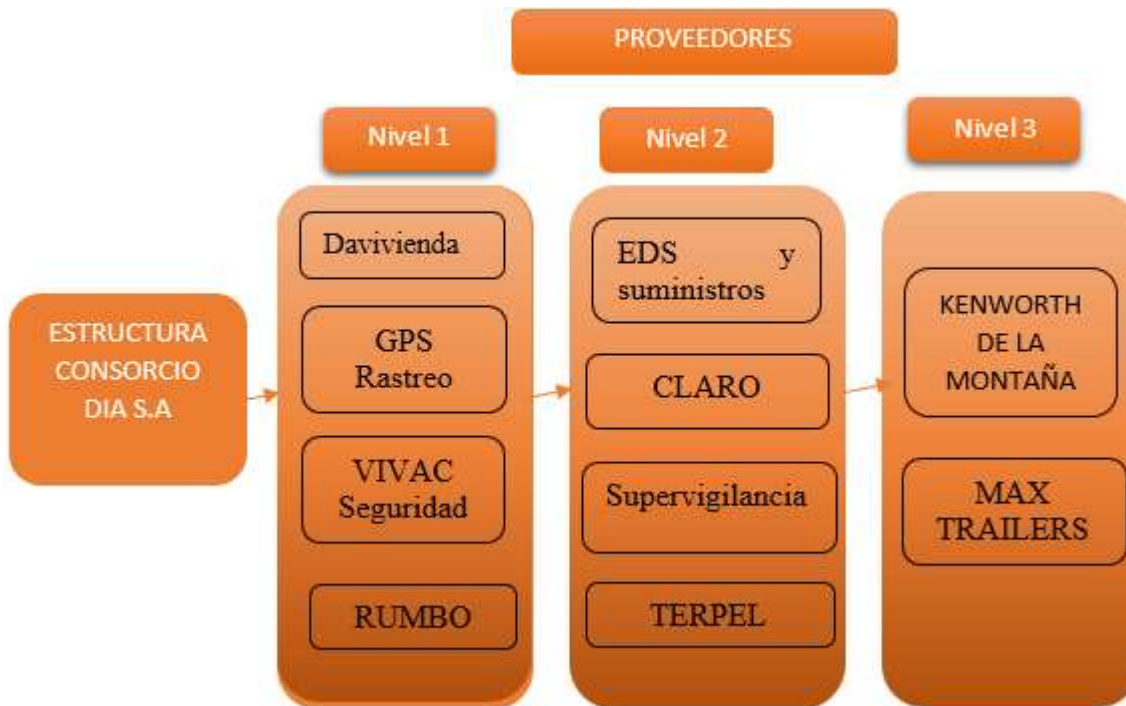 PROVEEDORES
Nivel 1
Nivel 2
Nivel 3
ESTRUCTURA
CONSORCIO
DIA S.A
Davivienda
GPS
Rastreo
VIVAC
Seguridad
RUMBO
EDS y
suministros
CLARO
Supervigilancia
TERPEL
KENWORTH
DE LA
MONTAÑA
MAX
TRAILERS